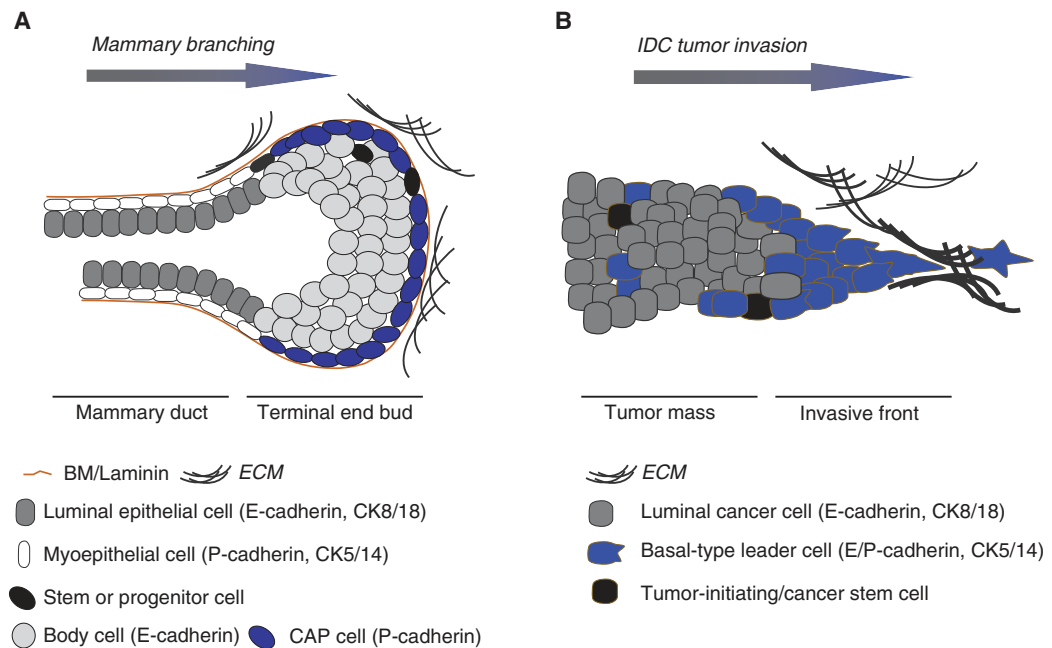 A
Mammary branching
Mammary duct
Terminal end bud
BM/Laminin
ECM
Luminal epithelial cell (E-cadherin, CK8/18)
Myoepithelial cell (P-cadherin, CK5/14)
Stem or progenitor cell
Body cell (E-cadherin)
CAP cell (P-cadherin)
B
IDC tumor invasion
Tumor mass
Invasive front
ECM
Luminal cancer cell (E-cadherin, CK8/18)
Basal-type leader cell (E/P-cadherin, CK5/14)
Tumor-initiating/cancer stem cell